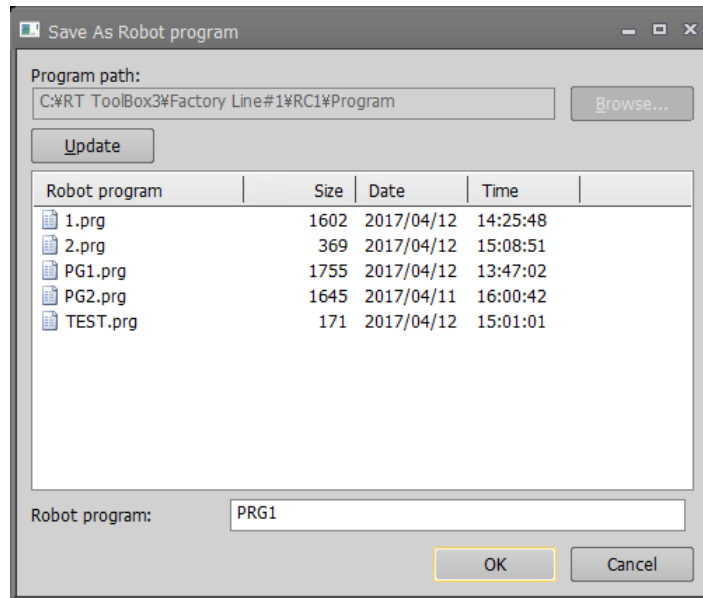 Save As Robot program
Program path:
C:¥RT ToolBox3¥Factory Line#1¥RC1¥Program
Browse...
Update
Robot program Size Date Time
1.prg 1602 2017/04/12 14:25:48
2.prg 369 2017/04/12 15:08:51
PG1.prg 1755 2017/04/12 13:47:02
PG2.prg 1645 2017/04/11 16:00:42
TEST.prg 171 2017/04/12 15:01:01
Robot program: PRG1
OK Cancel